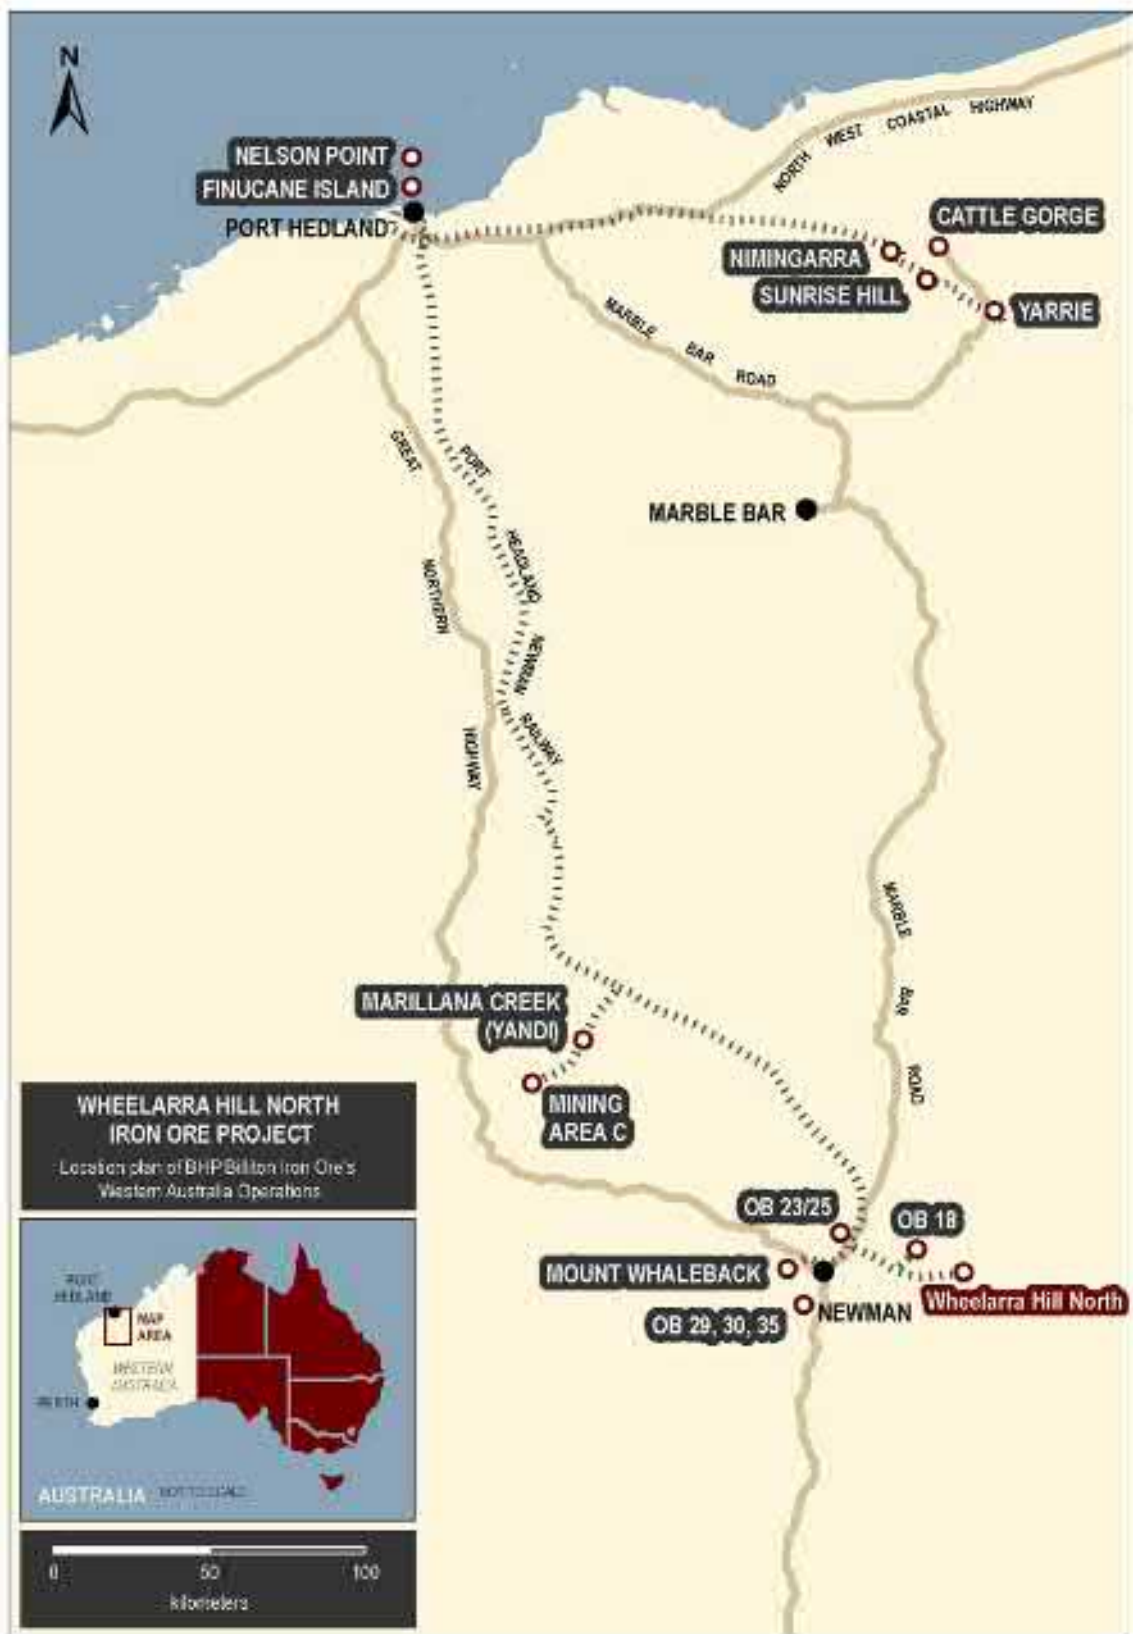 N
NELSON POINT
FINUCANE ISLAND
PORT HEDLAND
NORTH WEST COASTAL HIGHWAY
CATTLE GORGE
NIMINGARRA
SUNRISE HILL
YARRIE
MARBLE BAR ROAD
GREAT NORTHERN HIGHWAY
PORT HEADLAND NEWMAN RAILWAY
MARBLE BAR
MARBLE BAR ROAD
MARILLANA CREEK
(YANDI)
MINING
AREA C
OB 23/25
OB 18
MOUNT WHALEBACK
Wheelarra Hill North
NEWMAN
OB 29, 30, 35
WHEELARRA HILL NORTH
IRON ORE PROJECT
Location plan of BHP Billiton Iron Ore's
Western Australia Operations
PORT
HEDLAND
MAP
AREA
WESTERN
AUSTRALIA
PERTH
AUSTRALIA
NOT TO SCALE
0 50 100
kilometers